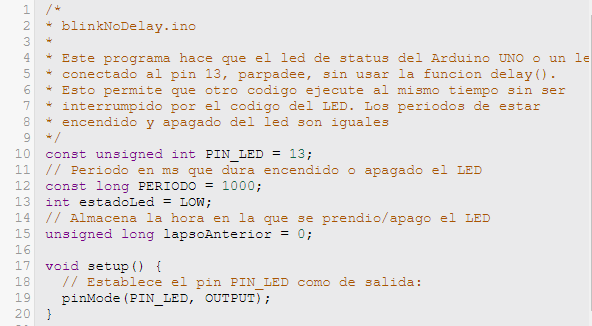 1 /*
2 * blinkNoDelay.ino
3 *
4 * Este programa hace que el led de status del Arduino UNO o un le
5 * conectado al pin 13, parpadee, sin usar la funcion delay().
6 * Esto permite que otro codigo ejecute al mismo tiempo sin ser
7 * interrumpido por el codigo del LED. Los periodos de estar
8 * encendido y apagado del led son iguales
9 */
10 const unsigned int PIN_LED = 13;
11 // Periodo en ms que dura encendido o apagado el LED
12 const long PERIODO = 1000;
13 int estadoLed = LOW;
14 // Almacena la hora en la que se prendio/apago el LED
15 unsigned long lapsoAnterior = 0;
16
17 void setup() {
18   // Establece el pin PIN_LED como de salida:
19   pinMode(PIN_LED, OUTPUT);
20 }